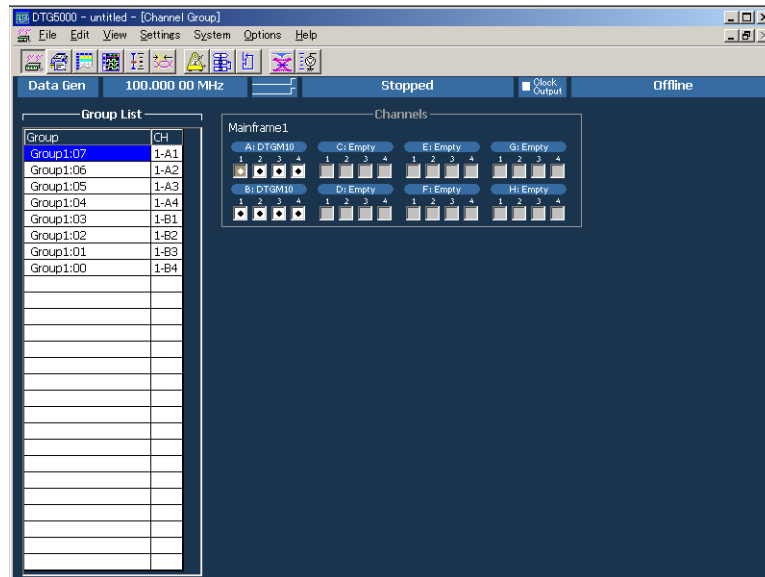 DTG5000 - untitled - [Channel Group]
File Edit View Settings System Options Help
Data Gen 100.000 00 MHz Stopped Clock Output Offline
Group List
Group CH
Group1:07 1-A1
Group1:06 1-A2
Group1:05 1-A3
Group1:04 1-A4
Group1:03 1-B1
Group1:02 1-B2
Group1:01 1-B3
Group1:00 1-B4
Channels
Mainframe1
A: DTGM10 C: Empty E: Empty G: Empty
1 2 3 4 1 2 3 4 1 2 3 4 1 2 3 4
B: DTGM10 D: Empty F: Empty H: Empty
1 2 3 4 1 2 3 4 1 2 3 4 1 2 3 4